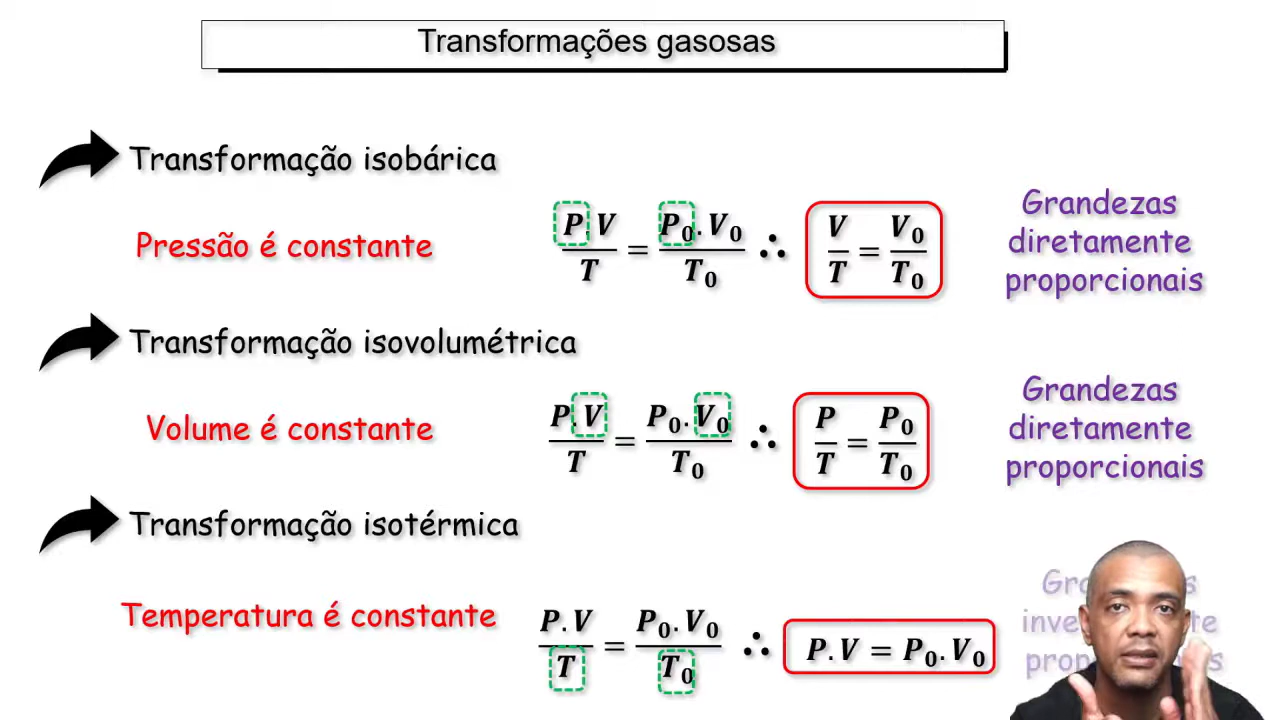 Transformações gasosas
Transformação isobárica
Pressão é constante
P.V/T = P₀.V₀/T₀ ∴ V/T = V₀/T₀
Grandezas
diretamente
proporcionais
Transformação isovolumétrica
Volume é constante
P.V/T = P₀.V₀/T₀ ∴ P/T = P₀/T₀
Grandezas
diretamente
proporcionais
Transformação isotérmica
Temperatura é constante
P.V/T = P₀.V₀/T₀ ∴ P.V = P₀.V₀